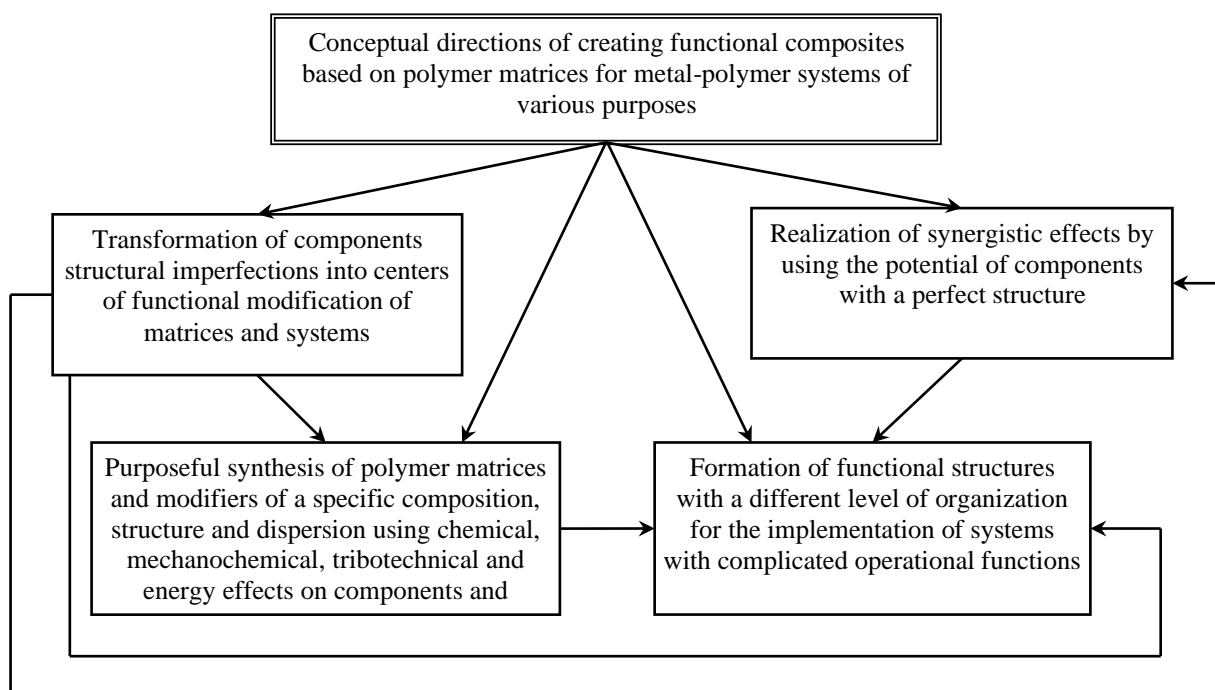 Conceptual directions of creating functional composites
based on polymer matrices for metal-polymer systems of
various purposes
Transformation of components
structural imperfections into centers
of functional modification of
matrices and systems
Realization of synergistic effects by
using the potential of components
with a perfect structure
Purposeful synthesis of polymer matrices
and modifiers of a specific composition,
structure and dispersion using chemical,
mechanochemical, tribotechnical and
energy effects on components and
Formation of functional structures
with a different level of organization
for the implementation of systems
with complicated operational functions